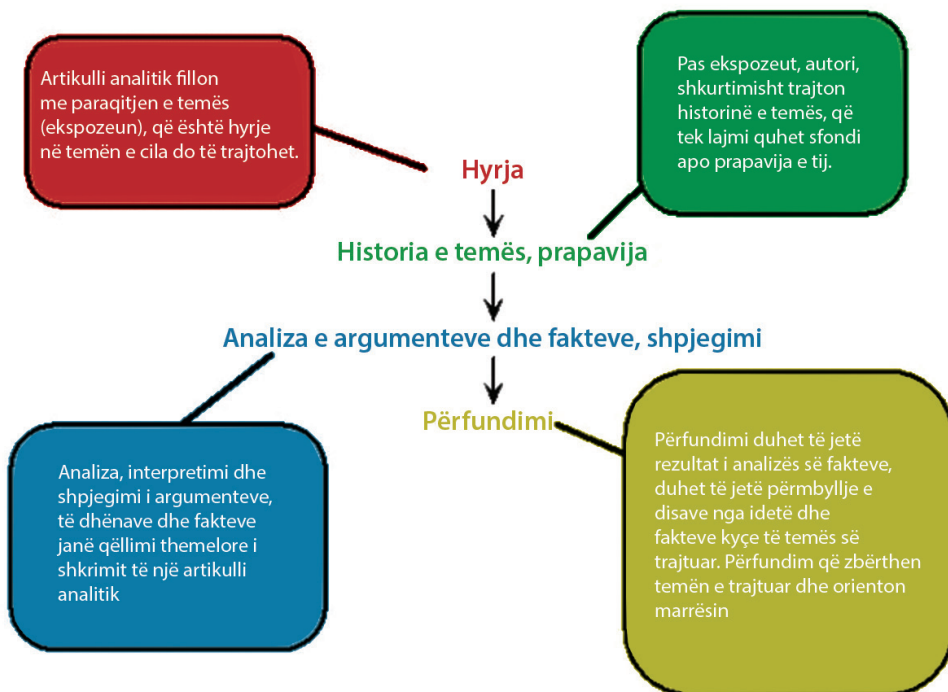 Artikulli analitik fillon
me paraqitjen e temës
(ekspozeun), që është hyrje
në temën e cila do të trajtohet.
Pas ekspozeut, autori,
shkurtimisht trajton
historinë e temës, që
tek lajmi quhet sfondi
apo prapavija e tij.
Hyrja
Historia e temës, prapavija
Analiza e argumenteve dhe fakteve, shpjegimi
Përfundimi
Analiza, interpretimi dhe
shpjegimi i argumenteve,
të dhënave dhe fakteve
janë qëllimi themelore i
shkrimit të një artikulli
analitik
Përfundimi duhet të jetë
rezultat i analizës së fakteve,
duhet të jetë përmbyllje e
disave nga idetë dhe
fakteve kyçe të temës së
trajtuar. Përfundim që zbërthen
temën e trajtuar dhe orienton
marrësin